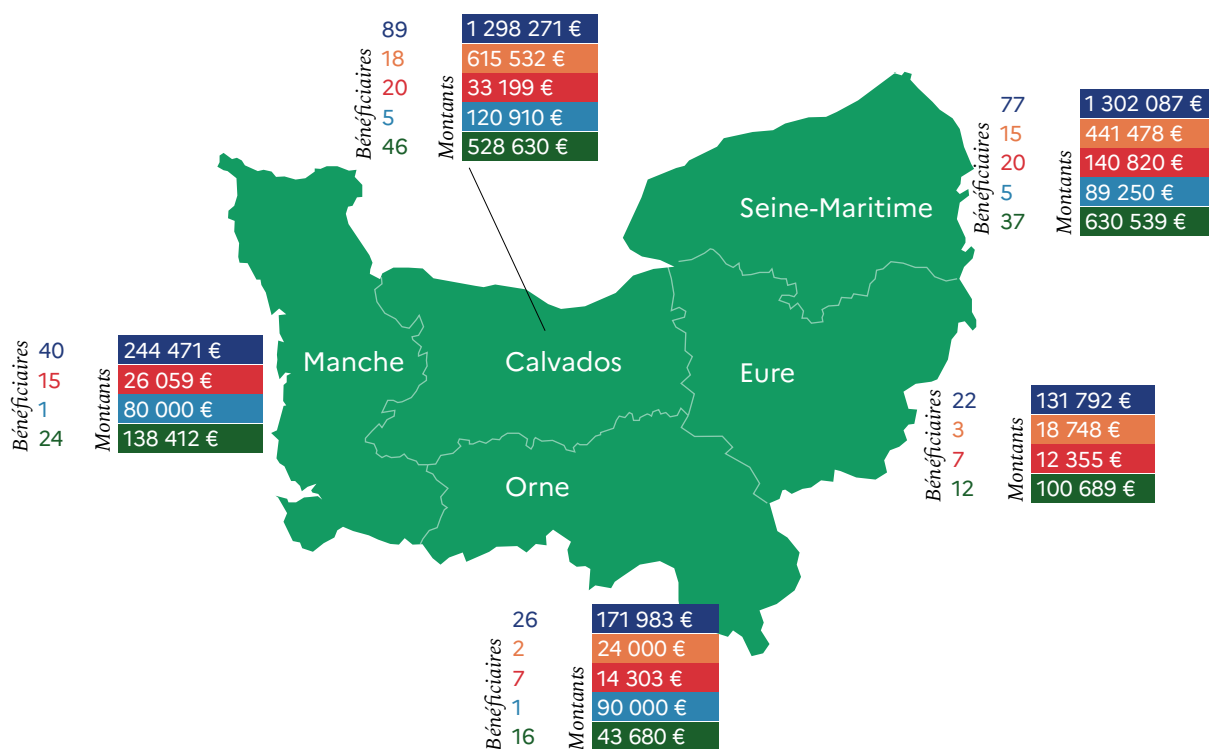 89 1 298 271 €
18 615 532 €
20 33 199 €
5 120 910 €
46 528 630 €
Bénéficiaires
Montants
77 1 302 087 €
15 441 478 €
20 140 820 €
5 89 250 €
37 630 539 €
Bénéficiaires
Montants
Seine-Maritime
40 244 471 €
15 26 059 €
1 80 000 €
24 138 412 €
Bénéficiaires
Montants
Manche
Calvados
Eure
22 131 792 €
3 18 748 €
7 12 355 €
12 100 689 €
Bénéficiaires
Montants
Orne
26 171 983 €
2 24 000 €
7 14 303 €
1 90 000 €
16 43 680 €
Bénéficiaires
Montants